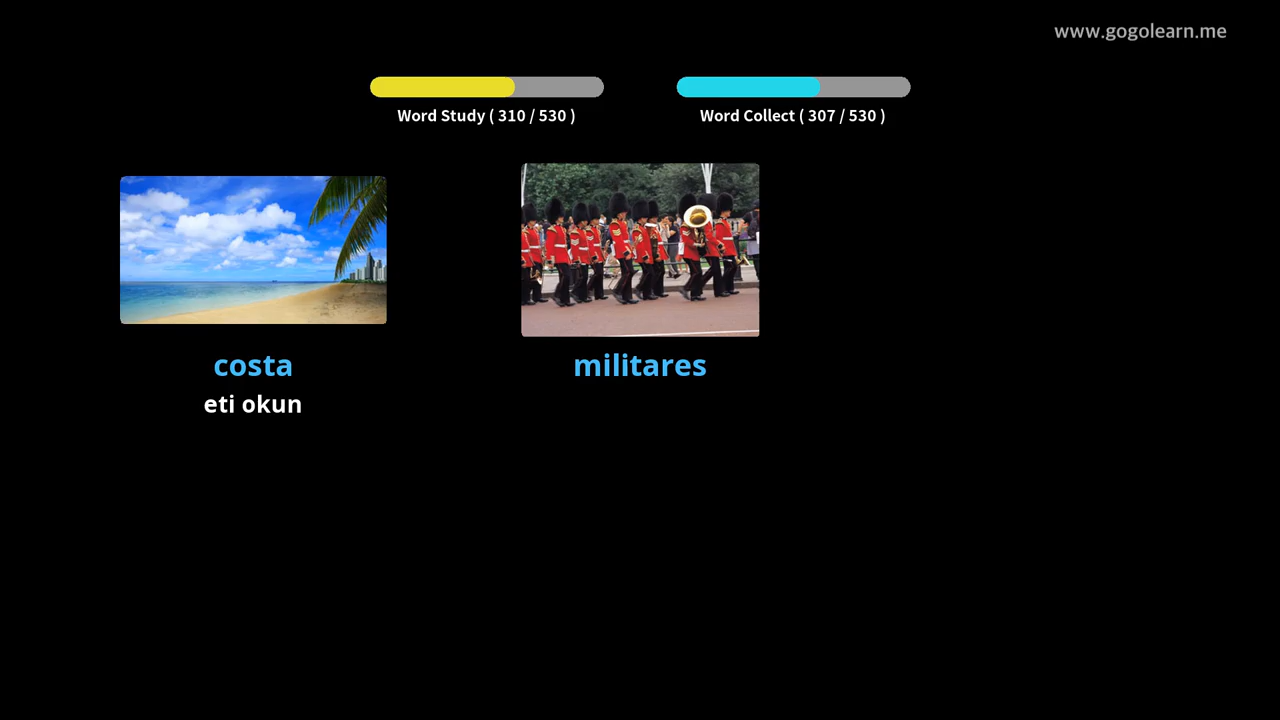 www.gogolearn.me
Word Study ( 310 / 530 )
Word Collect ( 307 / 530 )
costa
militares
eti okun